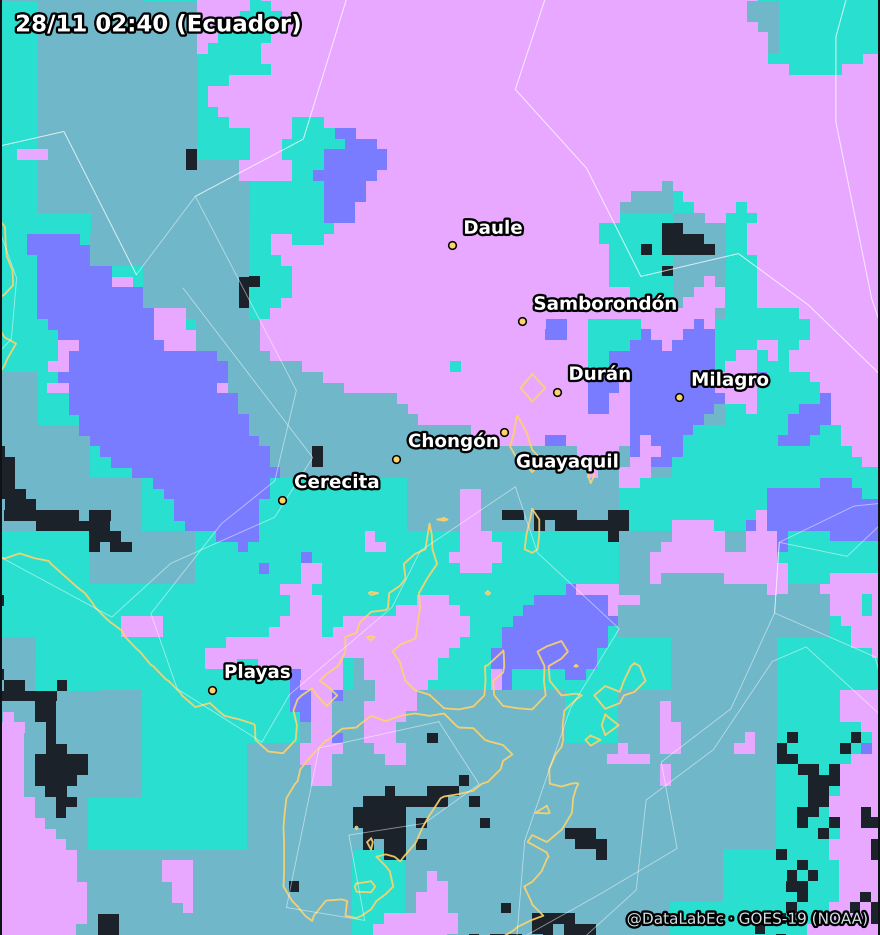 28/11 02:40 (Ecuador)
Daule
Samborondón
Durán
Milagro
Chongón
Guayaquil
Cerecita
Playas
@DataLabEc · GOES-19 (NOAA)